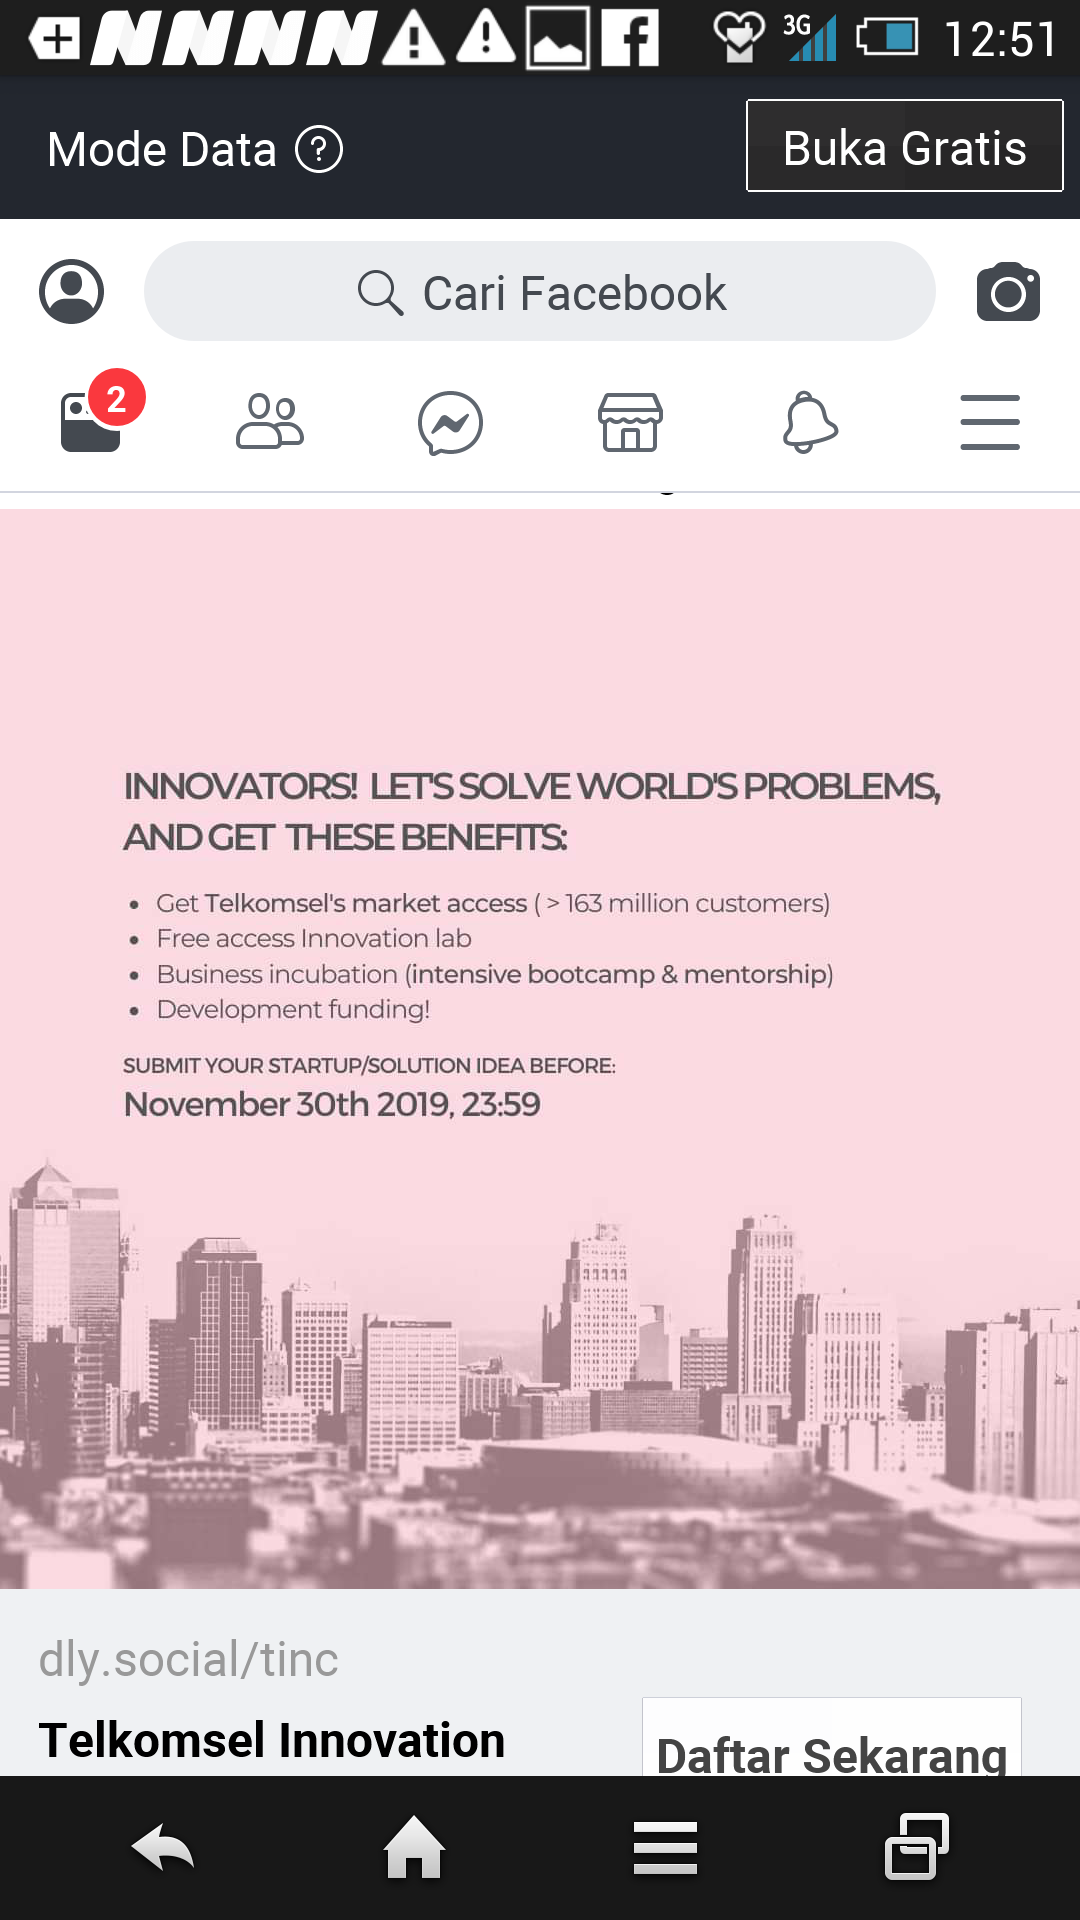 3G 12:51
Mode Data ? Buka Gratis
Cari Facebook
2
INNOVATORS! LET'S SOLVE WORLD'S PROBLEMS,
AND GET THESE BENEFITS:
• Get Telkomsel's market access ( > 163 million customers)
• Free access Innovation lab
• Business incubation (intensive bootcamp & mentorship)
• Development funding!
SUBMIT YOUR STARTUP/SOLUTION IDEA BEFORE:
November 30th 2019, 23:59
dly.social/tinc
Telkomsel Innovation
Daftar Sekarang